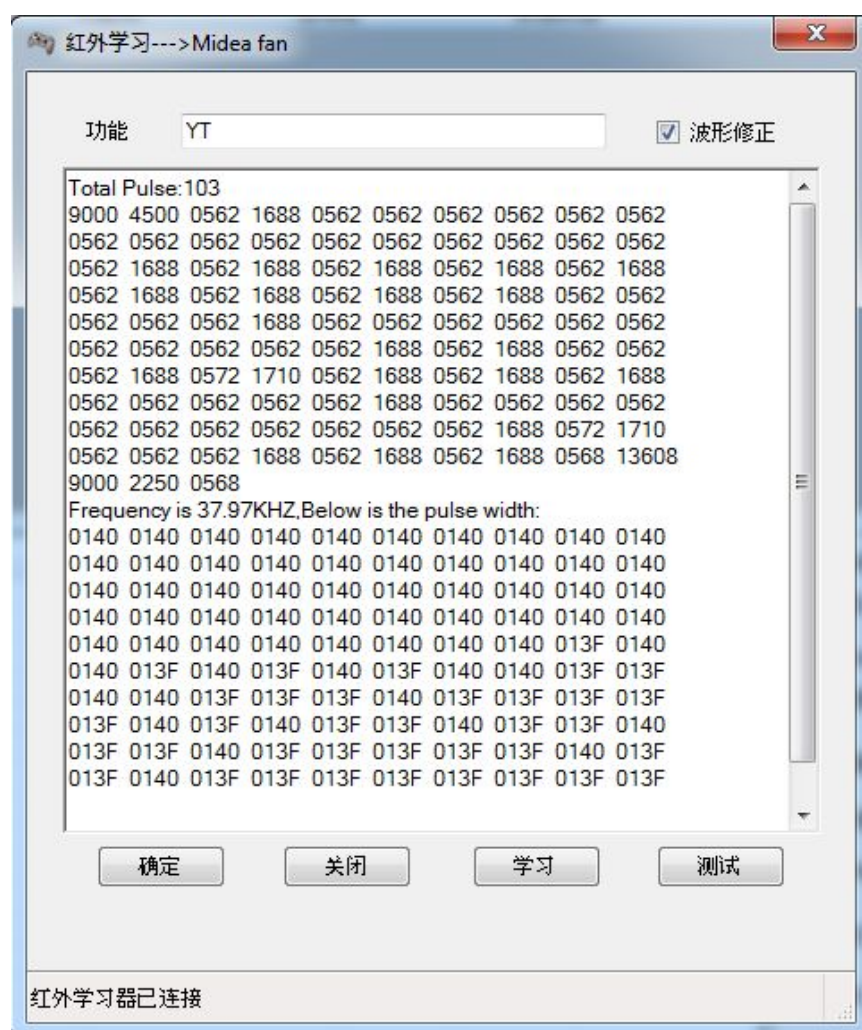 红外学习--->Midea fan
功能 YT 波形修正
Total Pulse:103
9000 4500 0562 1688 0562 0562 0562 0562 0562 0562
0562 0562 0562 0562 0562 0562 0562 0562 0562 0562
0562 1688 0562 1688 0562 1688 0562 1688 0562 1688
0562 1688 0562 1688 0562 1688 0562 1688 0562 0562
0562 0562 0562 1688 0562 0562 0562 0562 0562 0562
0562 0562 0562 0562 0562 1688 0562 1688 0562 0562
0562 1688 0572 1710 0562 1688 0562 1688 0562 1688
0562 0562 0562 0562 0562 1688 0562 0562 0562 0562
0562 0562 0562 0562 0562 0562 0562 1688 0572 1710
0562 0562 0562 1688 0562 1688 0562 1688 0568 13608
9000 2250 0568
Frequency is 37.97KHZ,Below is the pulse width:
0140 0140 0140 0140 0140 0140 0140 0140 0140 0140
0140 0140 0140 0140 0140 0140 0140 0140 0140 0140
0140 0140 0140 0140 0140 0140 0140 0140 0140 0140
0140 0140 0140 0140 0140 0140 0140 0140 0140 0140
0140 0140 0140 0140 0140 0140 0140 0140 013F 0140
0140 013F 0140 013F 0140 013F 0140 0140 013F 013F
0140 0140 013F 013F 013F 0140 013F 013F 013F 013F
013F 0140 013F 0140 013F 013F 0140 013F 013F 0140
013F 013F 0140 013F 013F 013F 013F 013F 0140 013F
013F 0140 013F 013F 013F 013F 013F 013F 013F 013F
确定 关闭 学习 测试
红外学习器已连接